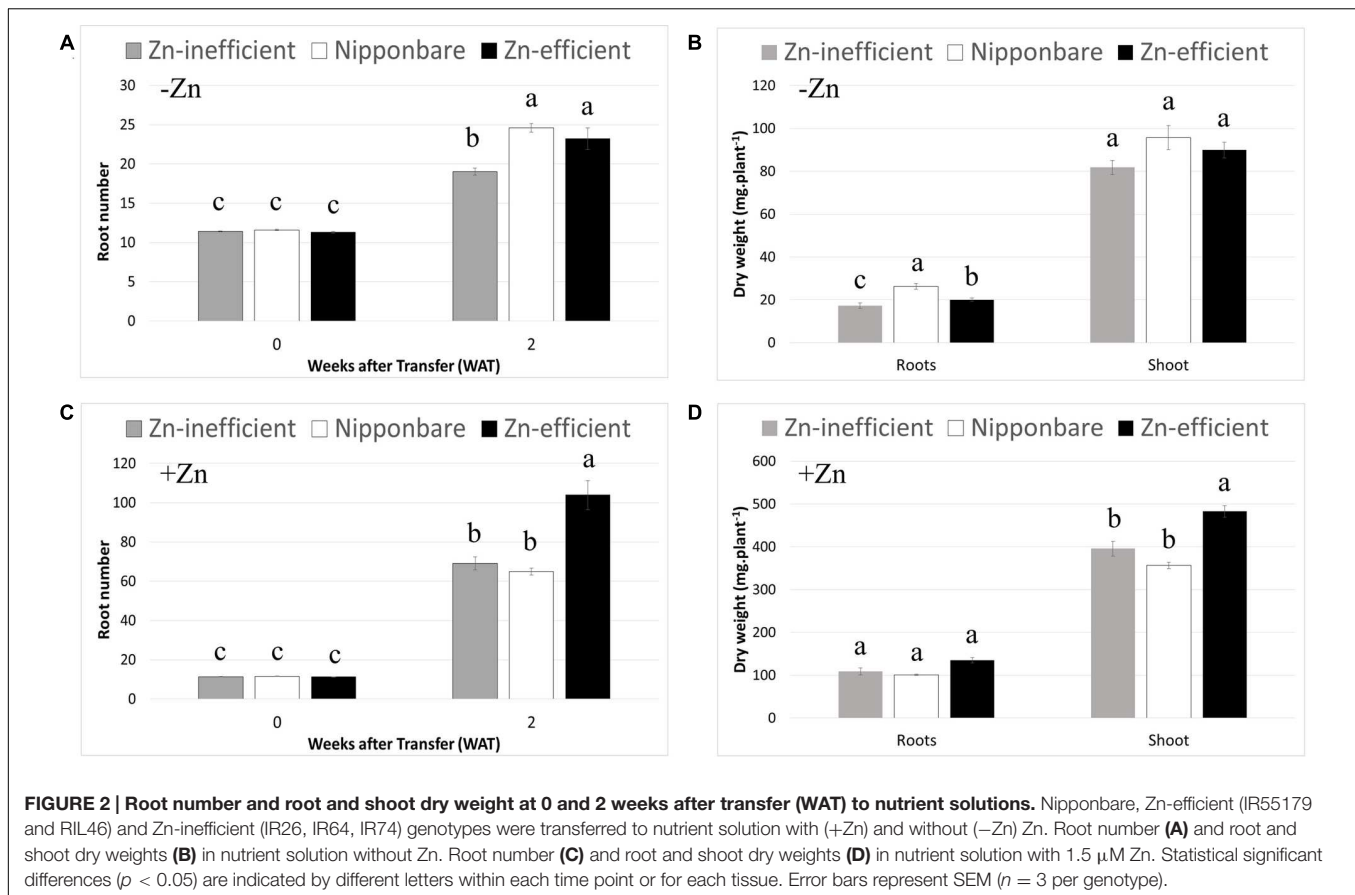 A
Zn-inefficient Nipponbare Zn-efficient
-Zn
30
25
20
15
10
5
0
Root number
c c c
b a a
0 2
Weeks after Transfer (WAT)
B
Zn-inefficient Nipponbare Zn-efficient
-Zn
120
100
80
60
40
20
0
Dry weight (mg.plant⁻¹)
c a b
a a a
Roots Shoot
C
Zn-inefficient Nipponbare Zn-efficient
+Zn
120
100
80
60
40
20
0
Root number
c c c
b b a
0 2
Weeks after Transfer (WAT)
D
Zn-inefficient Nipponbare Zn-efficient
+Zn
600
500
400
300
200
100
0
Dry weight (mg.plant⁻¹)
a a a
b b a
Roots Shoot
FIGURE 2 | Root number and root and shoot dry weight at 0 and 2 weeks after transfer (WAT) to nutrient solutions. Nipponbare, Zn-efficient (IR55179
and RIL46) and Zn-inefficient (IR26, IR64, IR74) genotypes were transferred to nutrient solution with (+Zn) and without (−Zn) Zn. Root number (A) and root and
shoot dry weights (B) in nutrient solution without Zn. Root number (C) and root and shoot dry weights (D) in nutrient solution with 1.5 μM Zn. Statistical significant
differences (p < 0.05) are indicated by different letters within each time point or for each tissue. Error bars represent SEM (n = 3 per genotype).